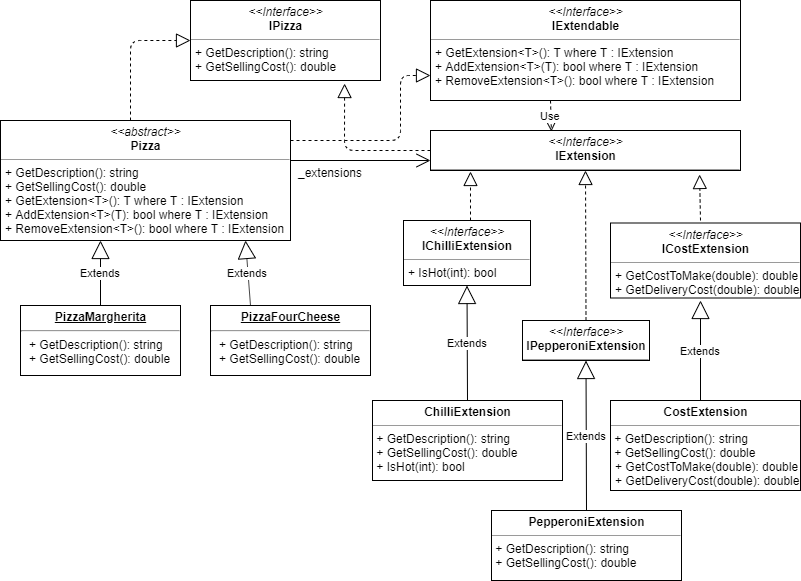 <<Interface>>
IPizza
+ GetDescription(): string
+ GetSellingCost(): double
<<Interface>>
IExtendable
+ GetExtension<T>(): T where T : IExtension
+ AddExtension<T>(T): bool where T : IExtension
+ RemoveExtension<T>(): bool where T : IExtension
Use
<<abstract>>
Pizza
+ GetDescription(): string
+ GetSellingCost(): double
+ GetExtension<T>(): T where T : IExtension
+ AddExtension<T>(T): bool where T : IExtension
+ RemoveExtension<T>(): bool where T : IExtension
_extensions
<<Interface>>
IExtension
<<Interface>>
IChilliExtension
+ IsHot(int): bool
<<Interface>>
ICostExtension
+ GetCostToMake(double): double
+ GetDeliveryCost(double): double
Extends
Extends
PizzaMargherita
+ GetDescription(): string
+ GetSellingCost(): double
PizzaFourCheese
+ GetDescription(): string
+ GetSellingCost(): double
<<Interface>>
IPepperoniExtension
Extends
Extends
ChilliExtension
+ GetDescription(): string
+ GetSellingCost(): double
+ IsHot(int): bool
Extends
CostExtension
+ GetDescription(): string
+ GetSellingCost(): double
+ GetCostToMake(double): double
+ GetDeliveryCost(double): double
PepperoniExtension
+ GetDescription(): string
+ GetSellingCost(): double